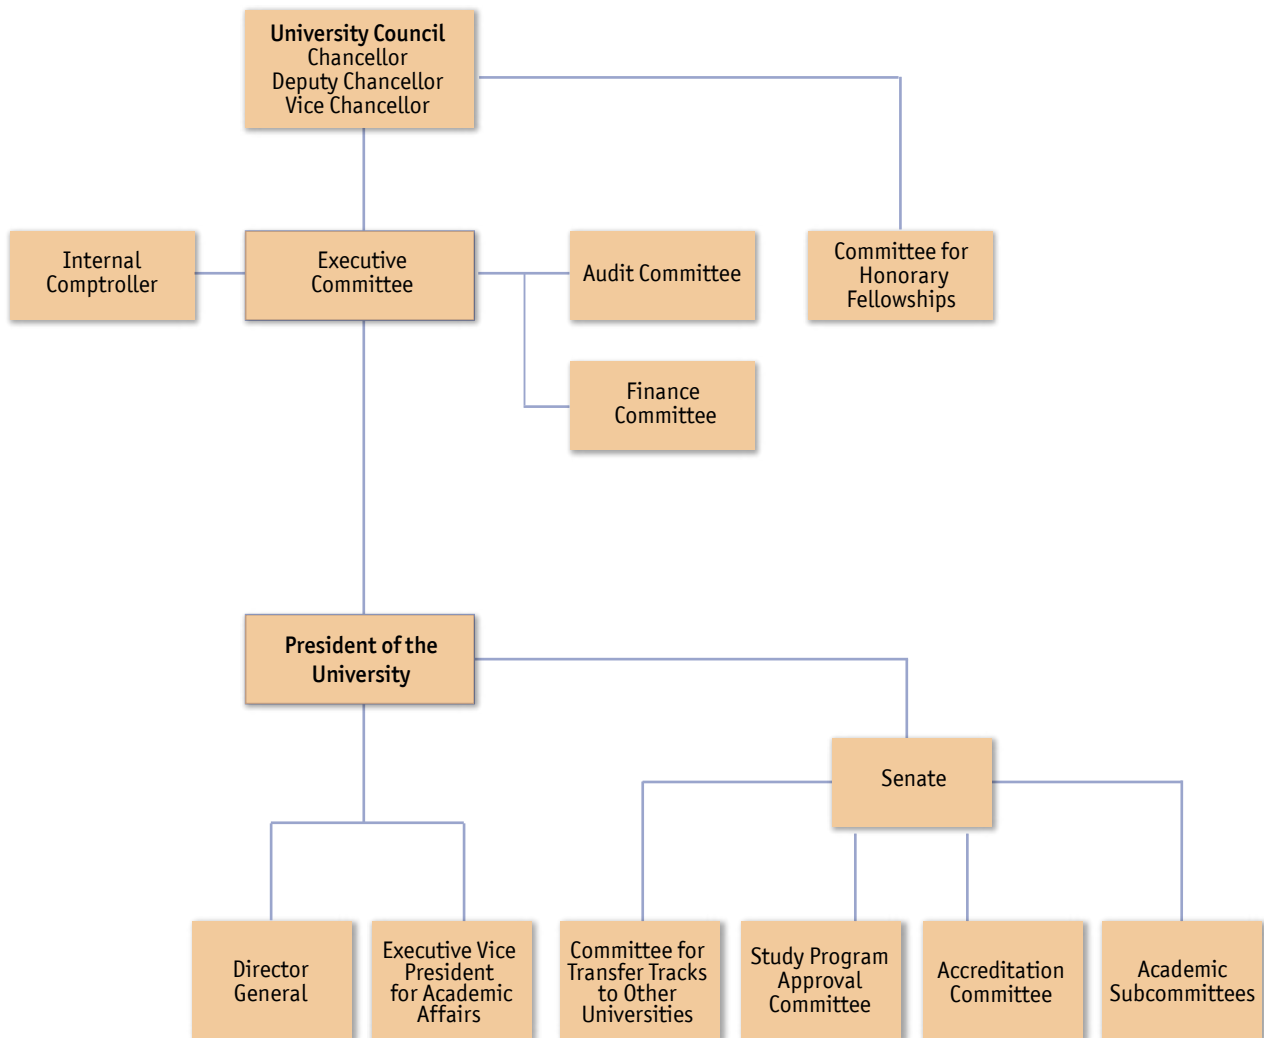 University Council
Chancellor
Deputy Chancellor
Vice Chancellor
Internal
Comptroller
Executive
Committee
Audit Committee
Committee for
Honorary
Fellowships
Finance
Committee
President of the
University
Senate
Director
General
Executive Vice
President
for Academic
Affairs
Committee for
Transfer Tracks
to Other
Universities
Study Program
Approval
Committee
Accreditation
Committee
Academic
Subcommittees